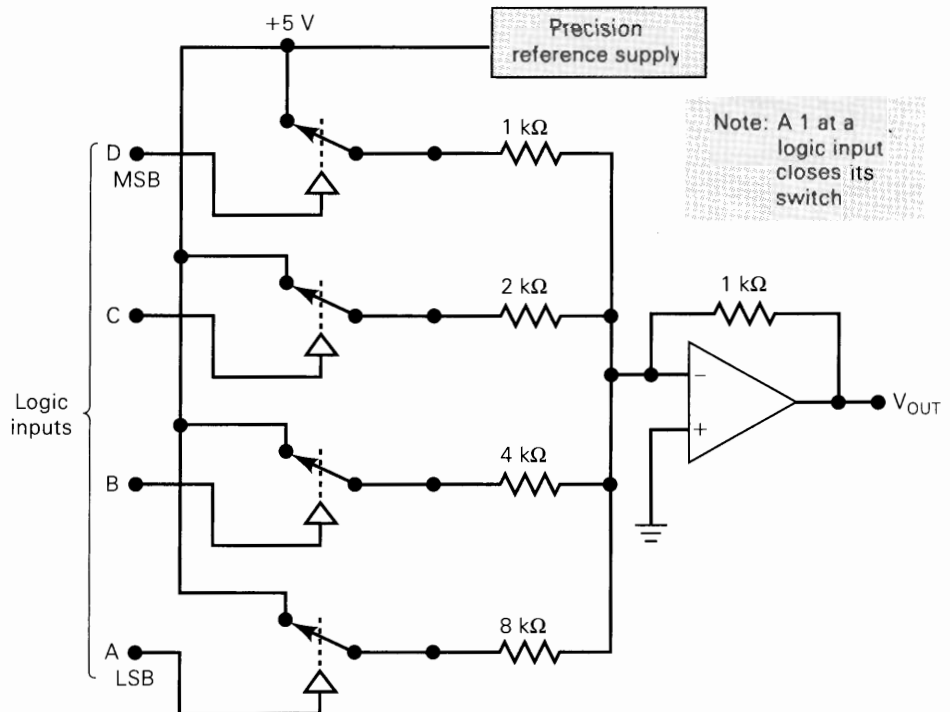 +5 V
Precision
reference supply
Note: A 1 at a
logic input
closes its
switch
D
MSB
1 kΩ
C
2 kΩ
1 kΩ
Logic
inputs
−
+
VOUT
B
4 kΩ
A
LSB
8 kΩ